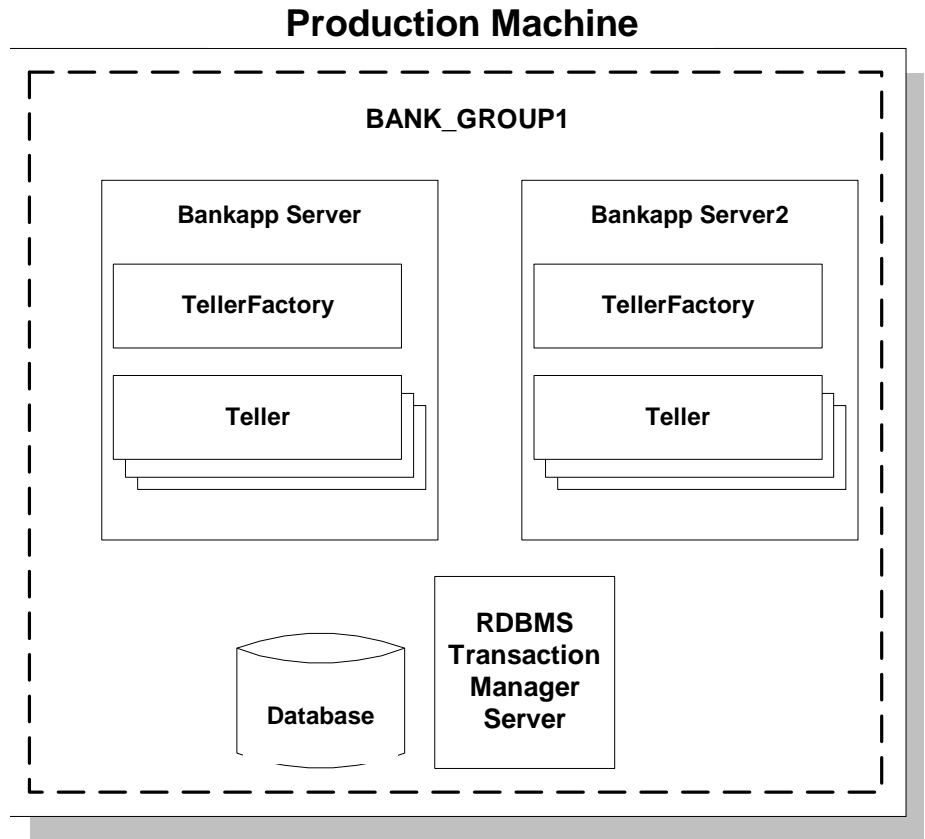 Production Machine
BANK_GROUP1
Bankapp Server
TellerFactory
Teller
Bankapp Server2
TellerFactory
Teller
Database
RDBMS
Transaction
Manager
Server